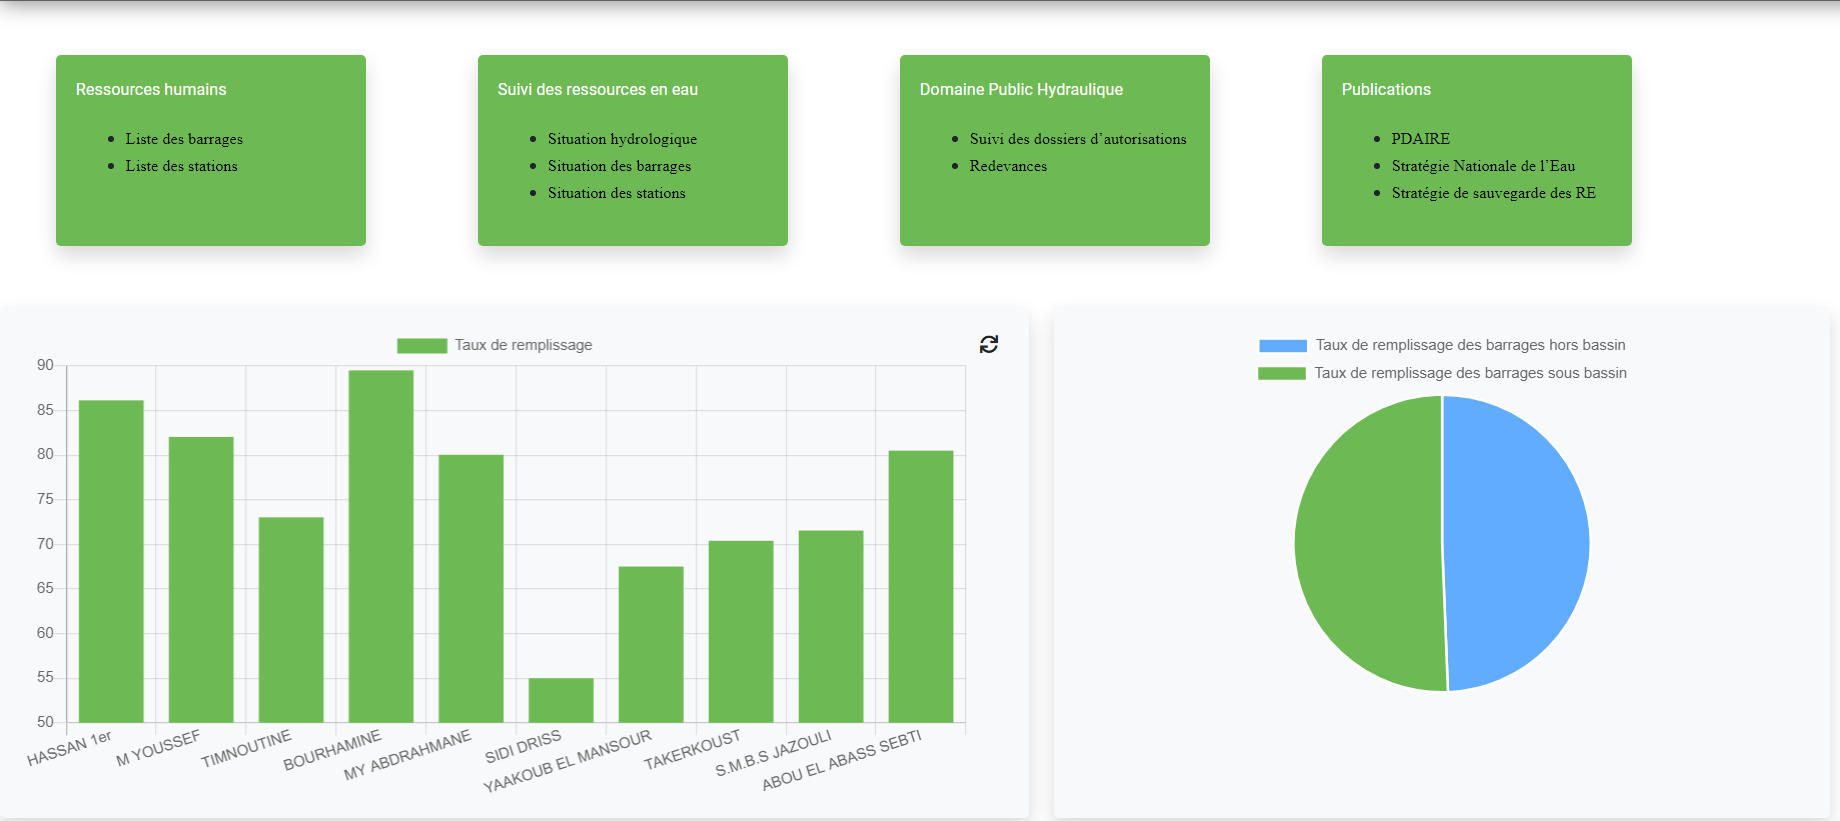 Ressources humains
Liste des barrages
Liste des stations
Suivi des ressources en eau
Situation hydrologique
Situation des barrages
Situation des stations
Domaine Public Hydraulique
Suivi des dossiers d’autorisations
Redevances
Publications
PDAIRE
Stratégie Nationale de l’Eau
Stratégie de sauvegarde des RE
Taux de remplissage
90
85
80
75
70
65
60
55
50
HASSAN 1er
M YOUSSEF
TIMNOUTINE
BOURHAMINE
MY ABDRAHMANE
SIDI DRISS
YAAKOUB EL MANSOUR
TAKERKOUST
S.M.B.S JAZOULI
ABOU EL ABASS SEBTI
Taux de remplissage des barrages hors bassin
Taux de remplissage des barrages sous bassin